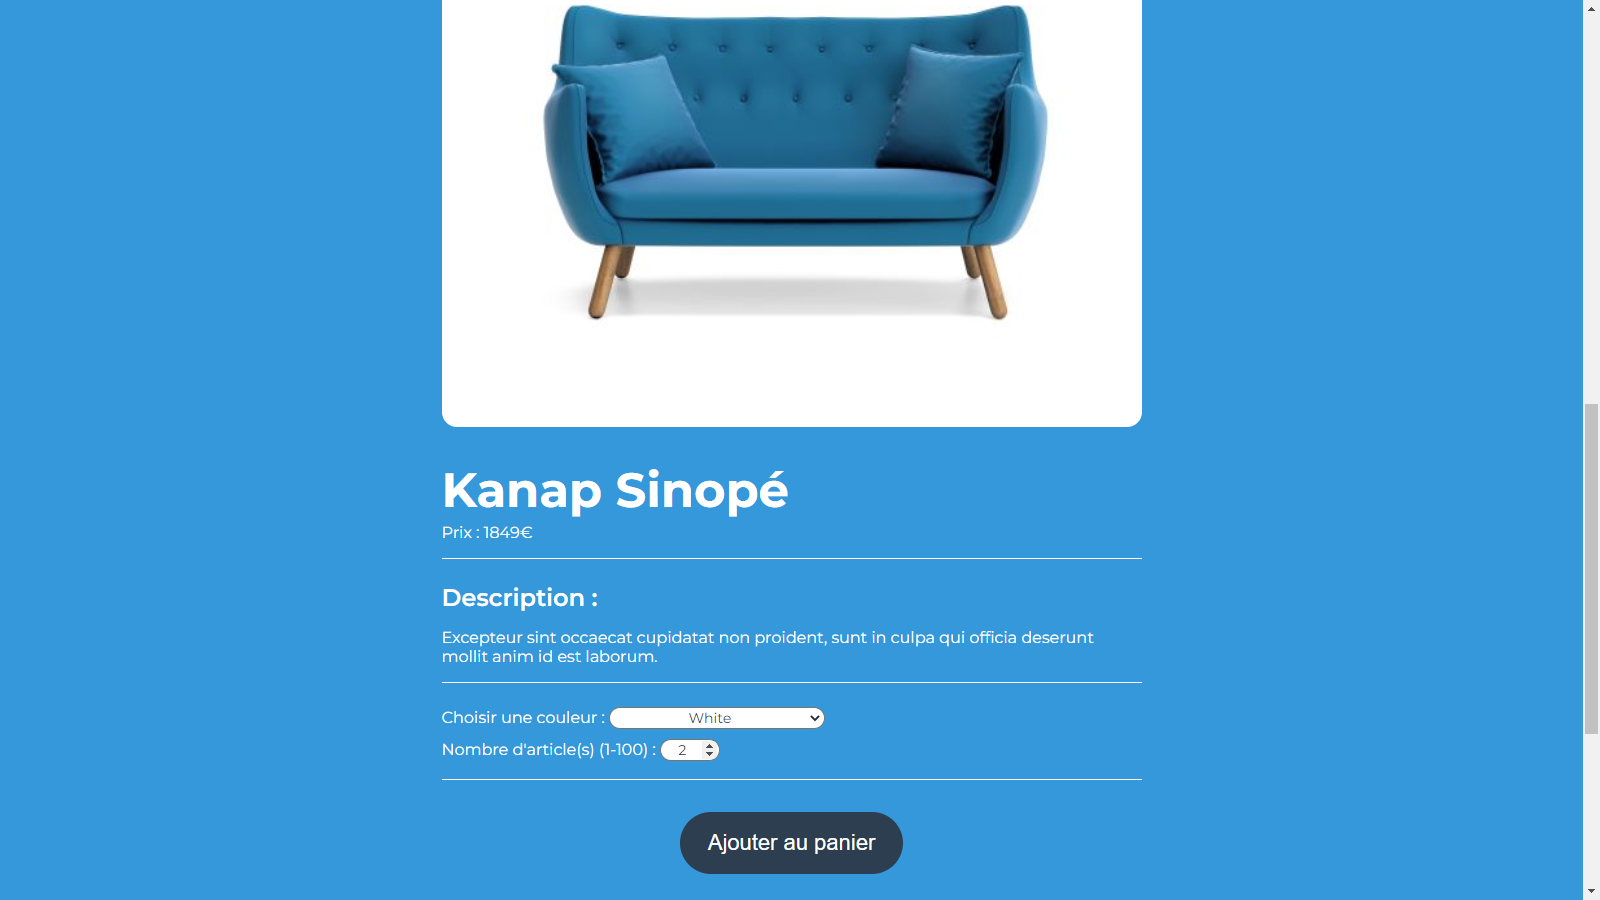 Kanap Sinopé
Prix : 1849€
Description :
Excepteur sint occaecat cupidatat non proident, sunt in culpa qui officia deserunt
mollit anim id est laborum.
Choisir une couleur : White
Nombre d'article(s) (1-100) : 2
Ajouter au panier